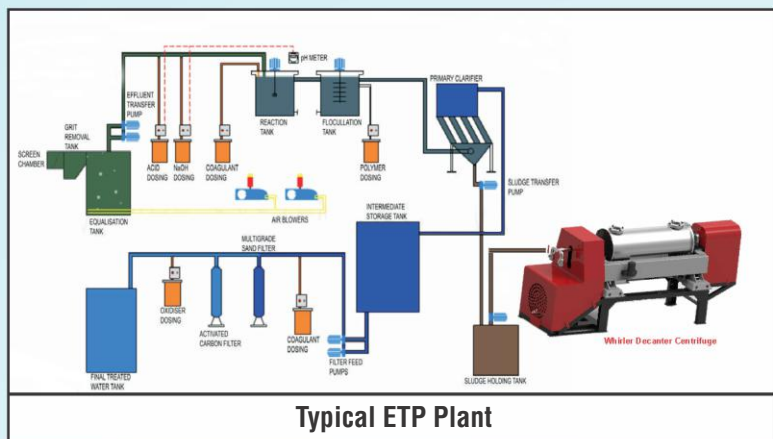 pH METER
PRIMARY CLARIFIER
EFFLUENT
TRANSFER
PUMP
GRIT
REMOVAL
TANK
SCREEN
CHAMBER
REACTION
TANK
FLOCULLATION
TANK
ACID
DOSING
NaOH
DOSING
COAGULANT
DOSING
POLYMER
DOSING
SLUDGE TRANSFER
PUMP
AIR BLOWERS
EQUALISATION
TANK
INTERMEDIATE
STORAGE TANK
MULTIGRADE
SAND FILTER
OXIDISER
DOSING
ACTIVATED
CARBON FILTER
COAGULANT
DOSING
FILTER FEED
PUMPS
FINAL TREATED
WATER TANK
SLUDGE HOLDING TANK
Whirler Decanter Centrifuge
Typical ETP Plant